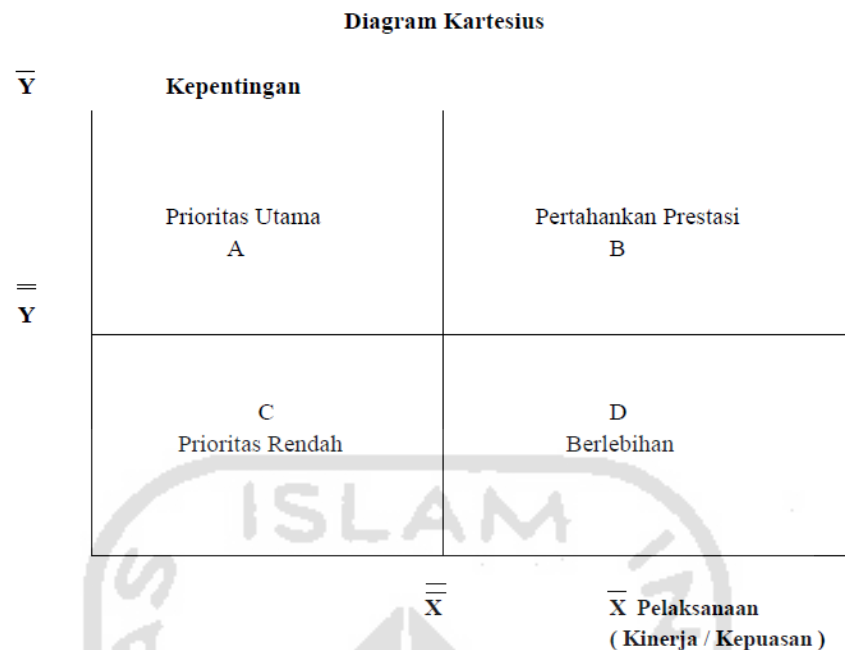 Diagram Kartesius
Y̅ Kepentingan
Prioritas Utama
A
Pertahankan Prestasi
B
Y̿
C
Prioritas Rendah
D
Berlebihan
ISLAM
X̿
X̅ Pelaksanaan
( Kinerja / Kepuasan )